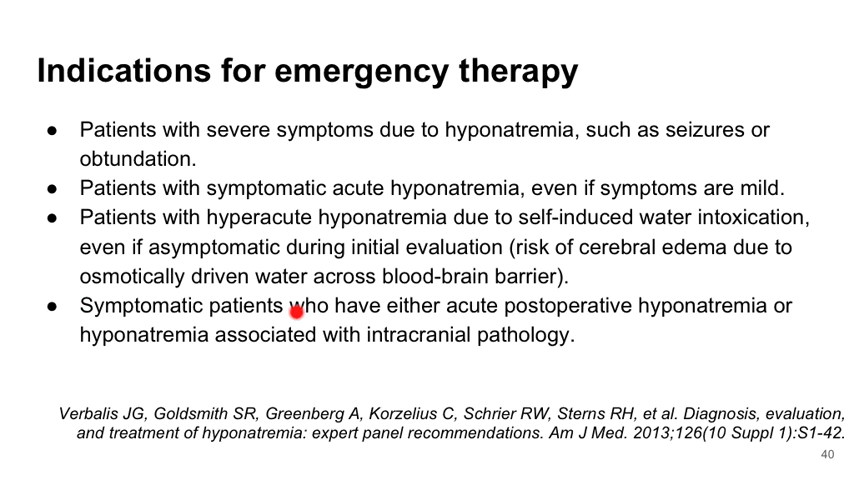 Indications for emergency therapy
● Patients with severe symptoms due to hyponatremia, such as seizures or
obtundation.
● Patients with symptomatic acute hyponatremia, even if symptoms are mild.
● Patients with hyperacute hyponatremia due to self-induced water intoxication,
even if asymptomatic during initial evaluation (risk of cerebral edema due to
osmotically driven water across blood-brain barrier).
● Symptomatic patients who have either acute postoperative hyponatremia or
hyponatremia associated with intracranial pathology.
Verbalis JG, Goldsmith SR, Greenberg A, Korzelius C, Schrier RW, Sterns RH, et al. Diagnosis, evaluation,
and treatment of hyponatremia: expert panel recommendations. Am J Med. 2013;126(10 Suppl 1):S1-42.
40